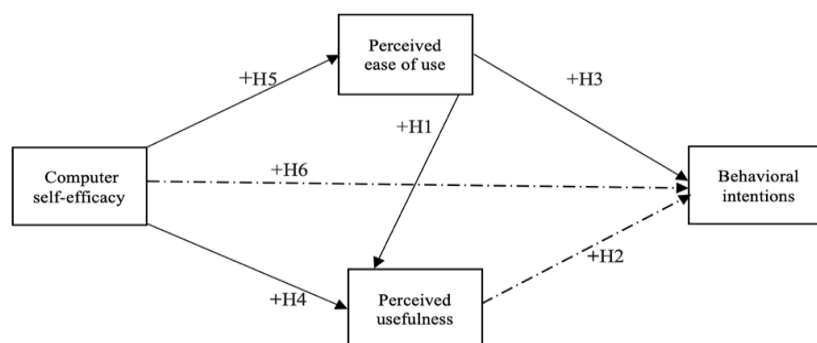 Perceived
ease of use
+H5
+H3
+H1
Computer
self-efficacy
+H6
Behavioral
intentions
+H2
+H4
Perceived
usefulness